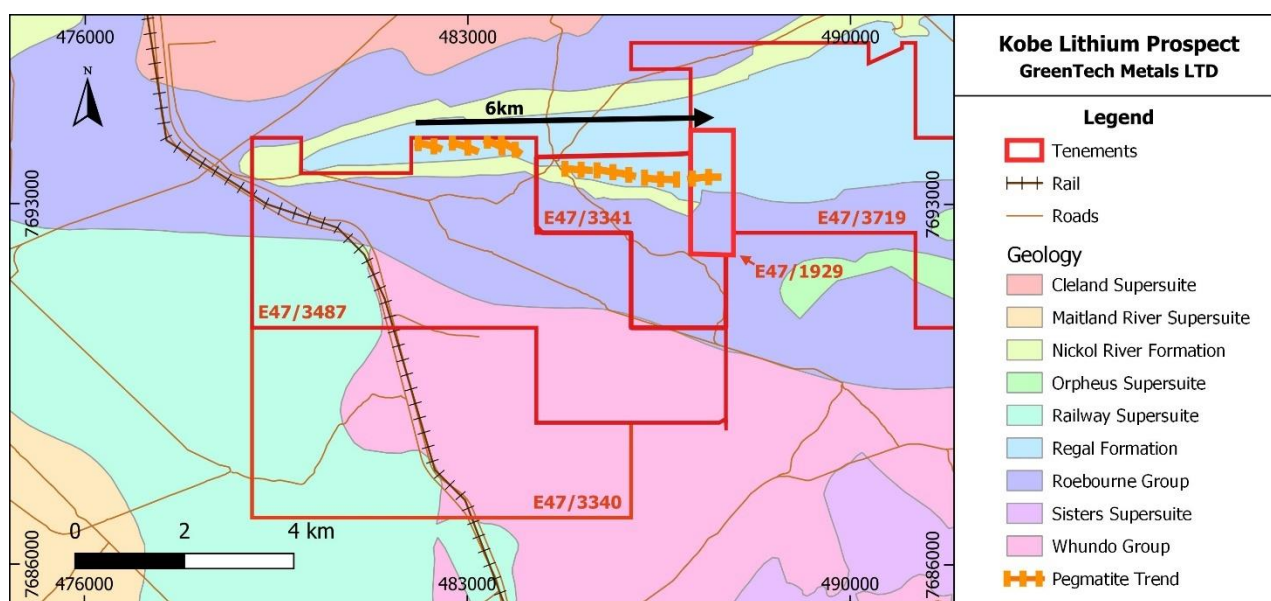 476000
483000
490000
N
6km
7693000
7693000
E47/3341
E47/3719
E47/1929
E47/3487
E47/3340
0 2 4 km
7686000
7686000
476000
483000
490000
Kobe Lithium Prospect
GreenTech Metals LTD
Legend
Tenements
Rail
Roads
Geology
Cleland Supersuite
Maitland River Supersuite
Nickol River Formation
Orpheus Supersuite
Railway Supersuite
Regal Formation
Roebourne Group
Sisters Supersuite
Whundo Group
Pegmatite Trend